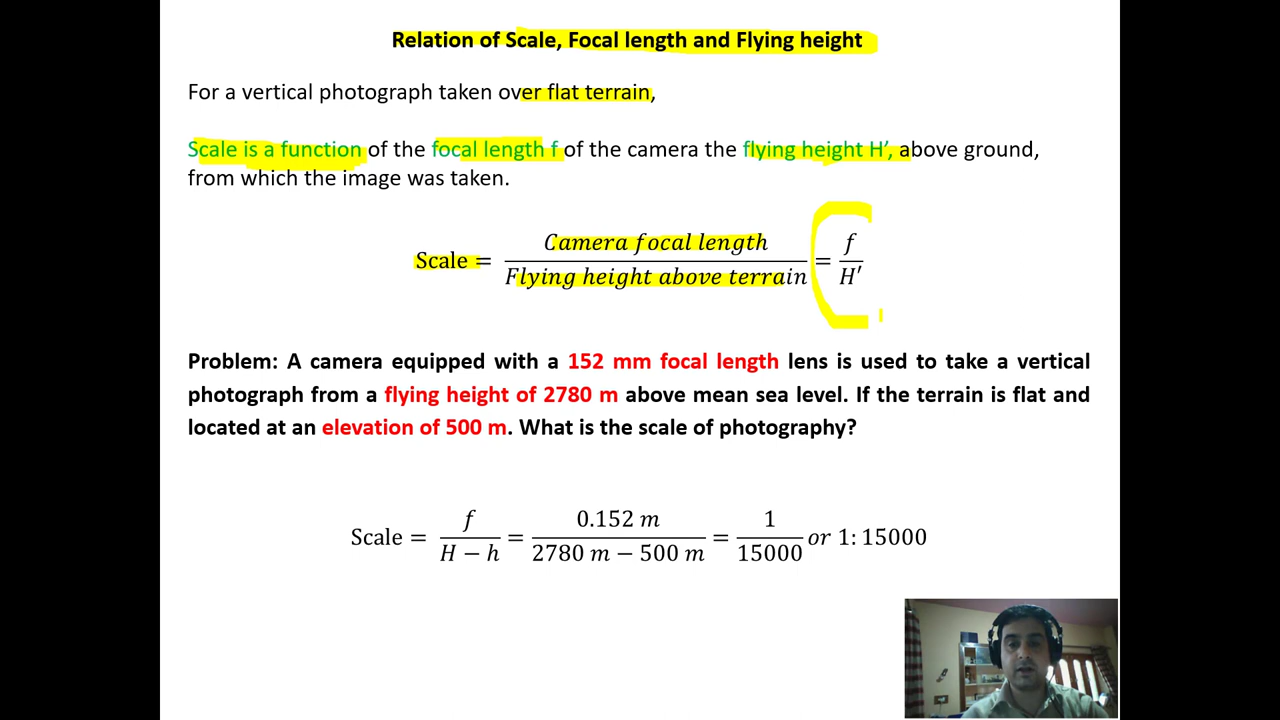 Relation of Scale, Focal length and Flying height
For a vertical photograph taken over flat terrain,
Scale is a function of the focal length f of the camera the flying height H’, above ground,
from which the image was taken.
Scale = Camera focal length / Flying height above terrain = f / H′
Problem: A camera equipped with a 152 mm focal length lens is used to take a vertical
photograph from a flying height of 2780 m above mean sea level. If the terrain is flat and
located at an elevation of 500 m. What is the scale of photography?
Scale = f / H − h = 0.152 m / 2780 m − 500 m = 1 / 15000 or 1: 15000